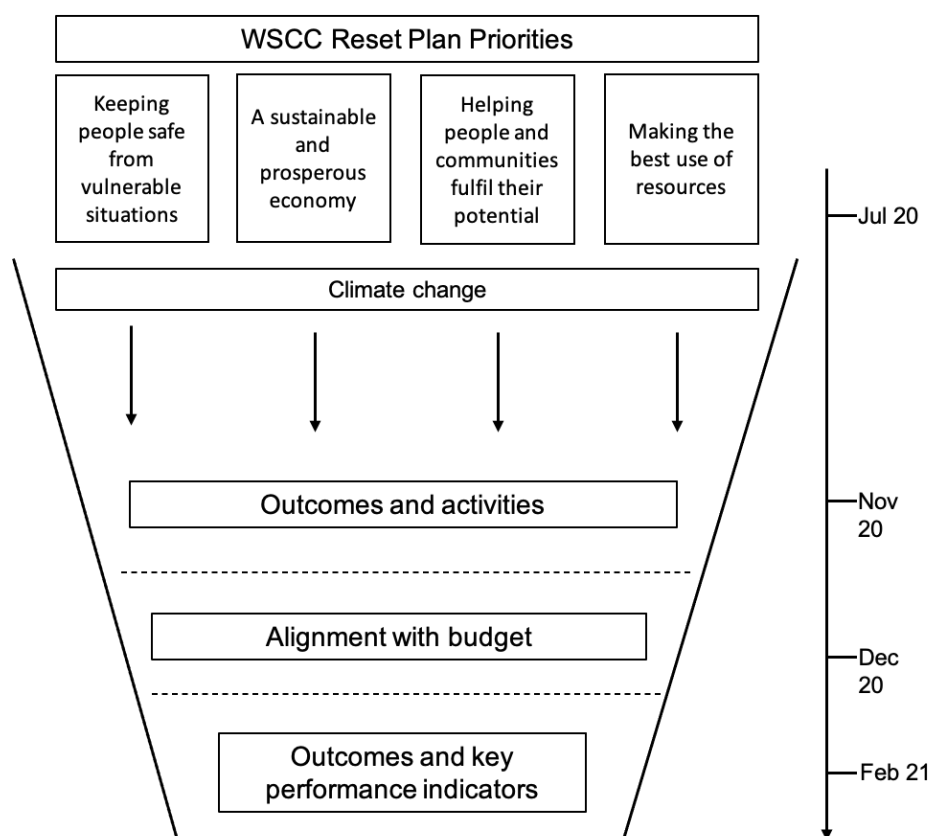 WSCC Reset Plan Priorities
Keeping
people safe
from
vulnerable
situations
A sustainable
and
prosperous
economy
Helping
people and
communities
fulfil their
potential
Making the
best use of
resources
Jul 20
Climate change
Outcomes and activities
Nov
20
Alignment with budget
Dec
20
Outcomes and key
performance indicators
Feb 21